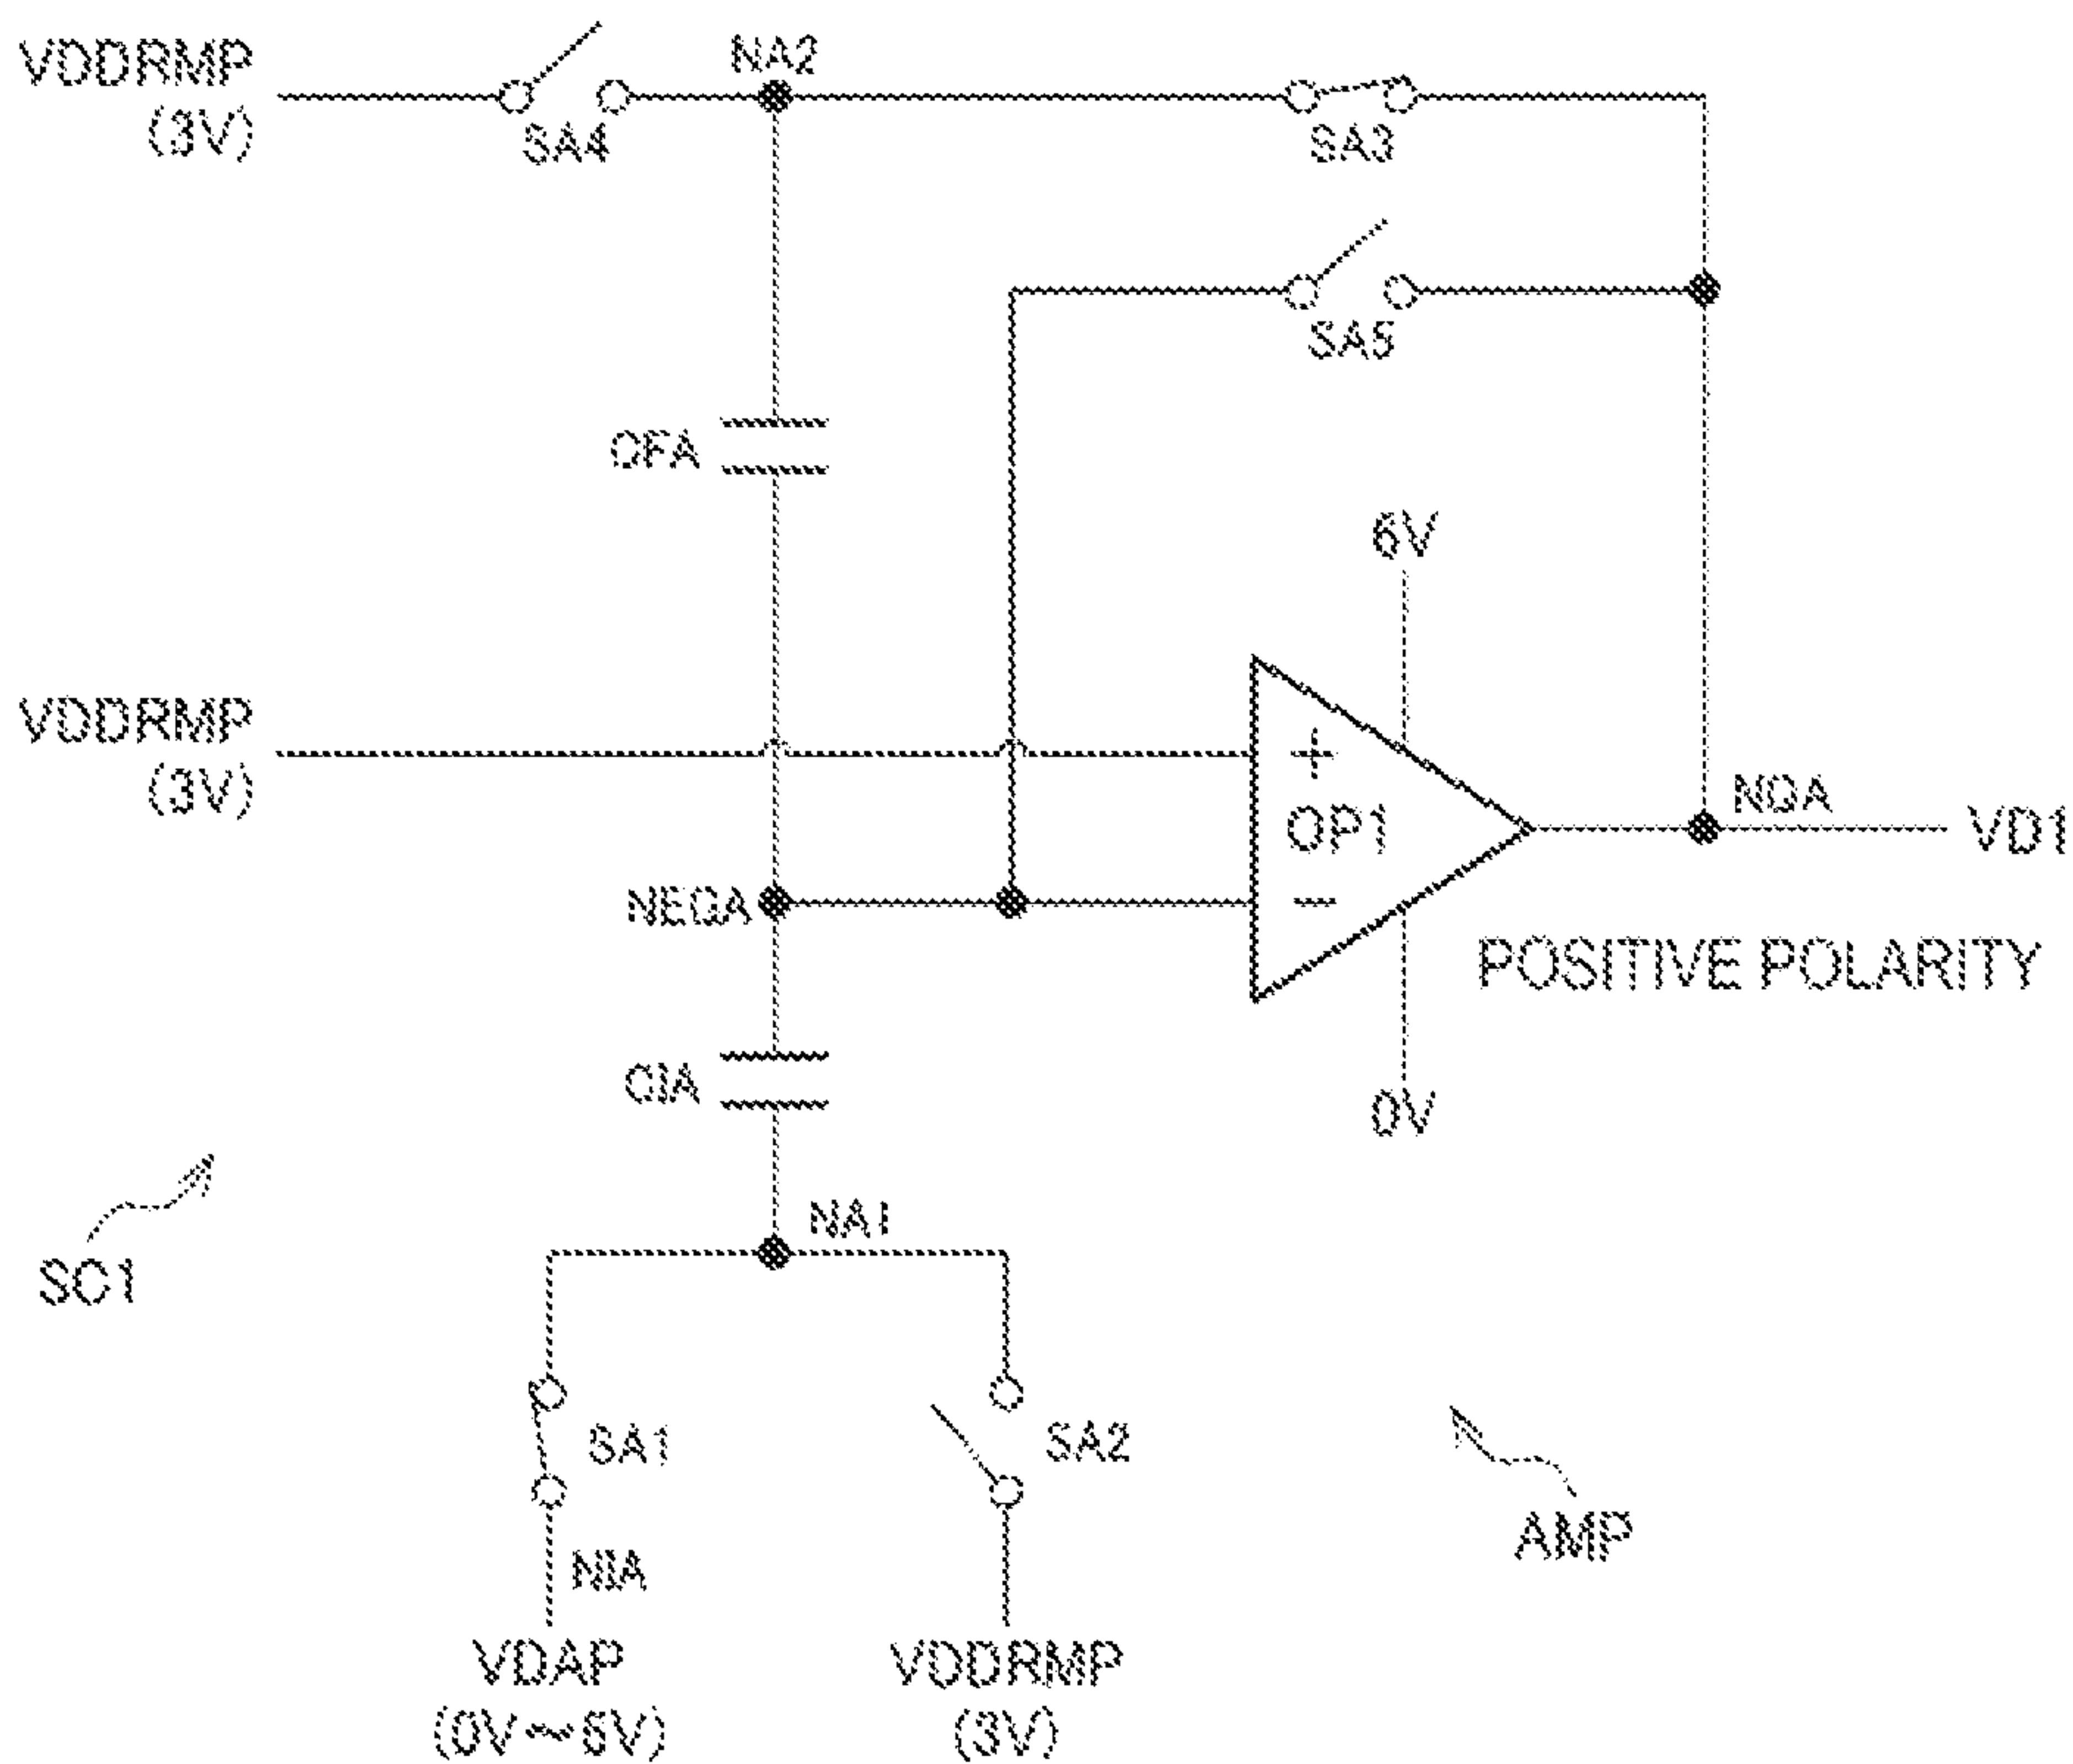 VDDRMP
(3V)
SA4
NA2
SA3
SA5
CFA
6V
VDDRMP
(3V)
+
OP1
−
NQA
VD1
NEGA
POSITIVE POLARITY
CIA
0V
NA1
SC1
SA1
SA2
NIA
AMP
VDAP
(0V~6V)
VDDRMP
(3V)